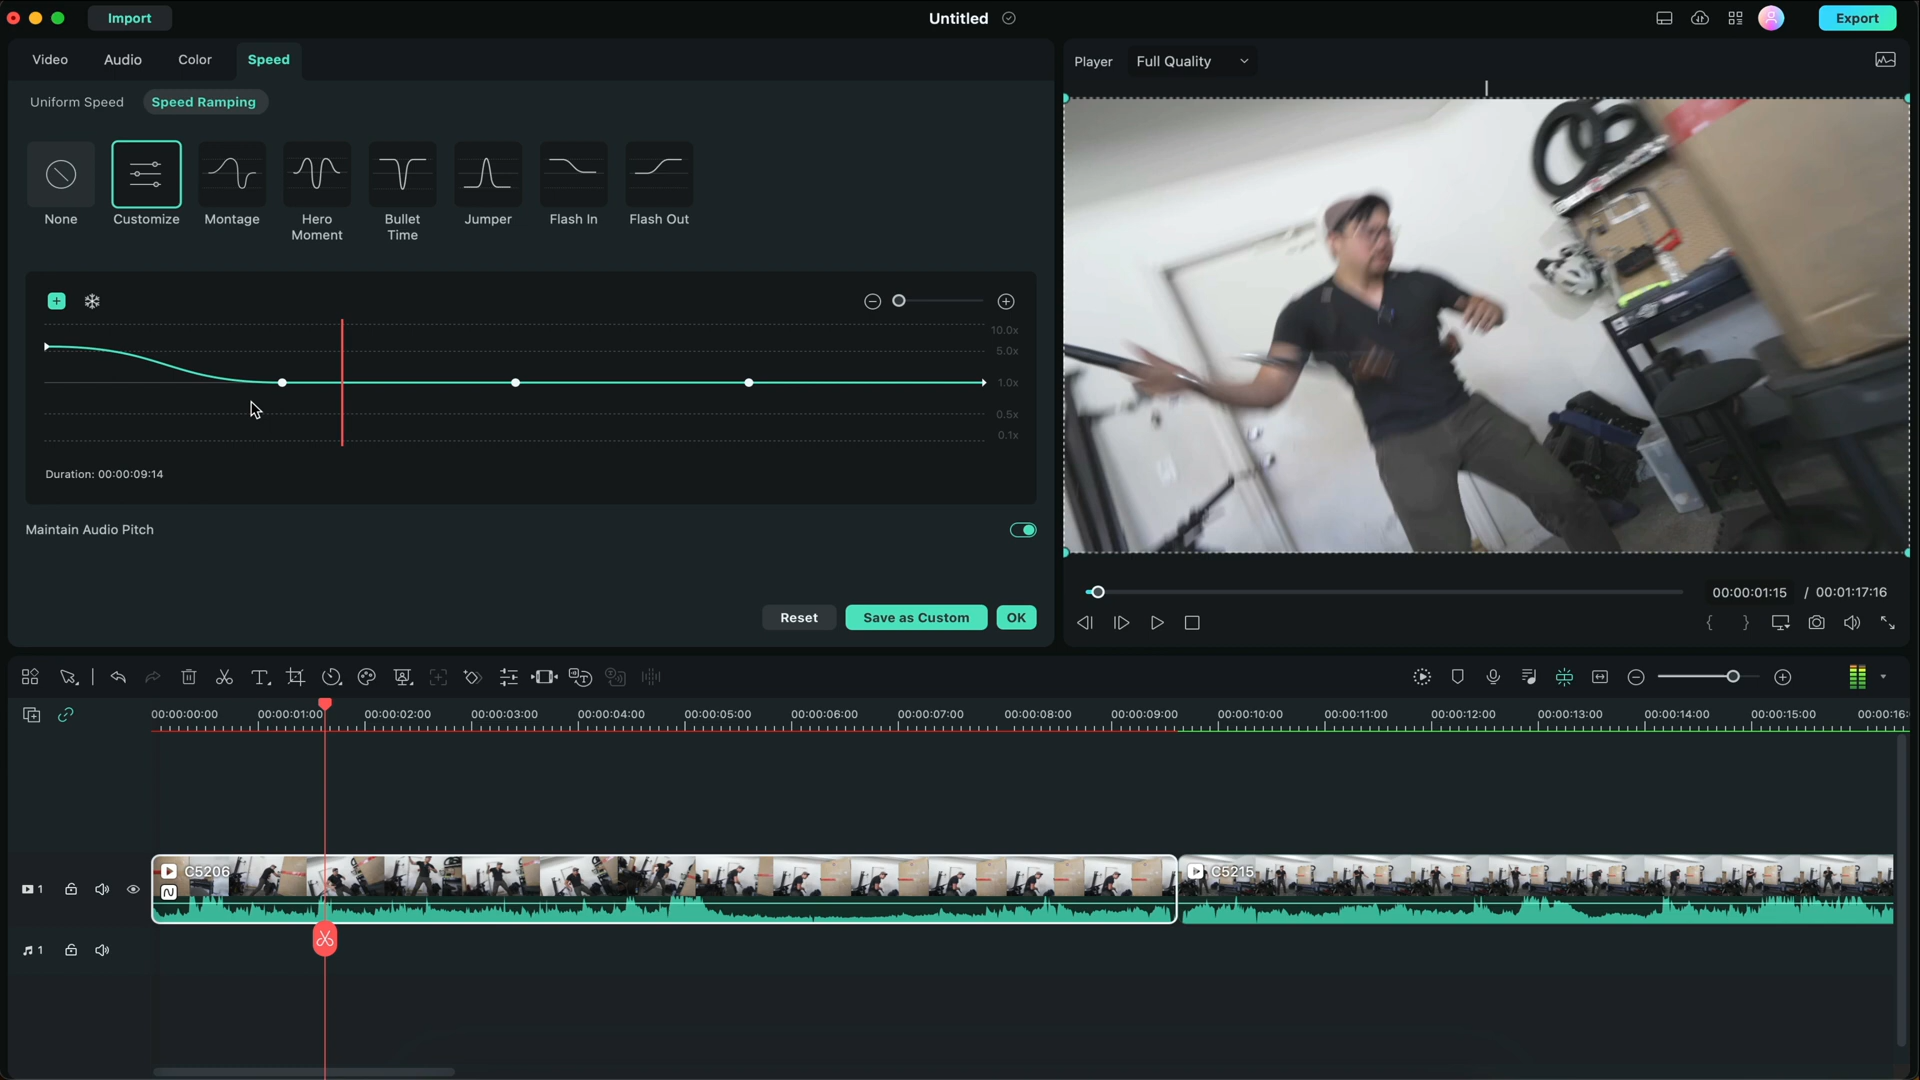 Import
Untitled
Export
Video Audio Color Speed
Player Full Quality
Uniform Speed Speed Ramping
None Customize Montage Hero Moment Bullet Time Jumper Flash In Flash Out
10.0x
5.0x
1.0x
0.5x
0.1x
Duration: 00:00:09:14
Maintain Audio Pitch
Reset Save as Custom OK
00:00:01:15 / 00:01:17:16
00:00:00:00 00:00:01:00 00:00:02:00 00:00:03:00 00:00:04:00 00:00:05:00 00:00:06:00 00:00:07:00 00:00:08:00 00:00:09:00 00:00:10:00 00:00:11:00 00:00:12:00 00:00:13:00 00:00:14:00 00:00:15:00 00:00:16:
C5206 C5215
1
1